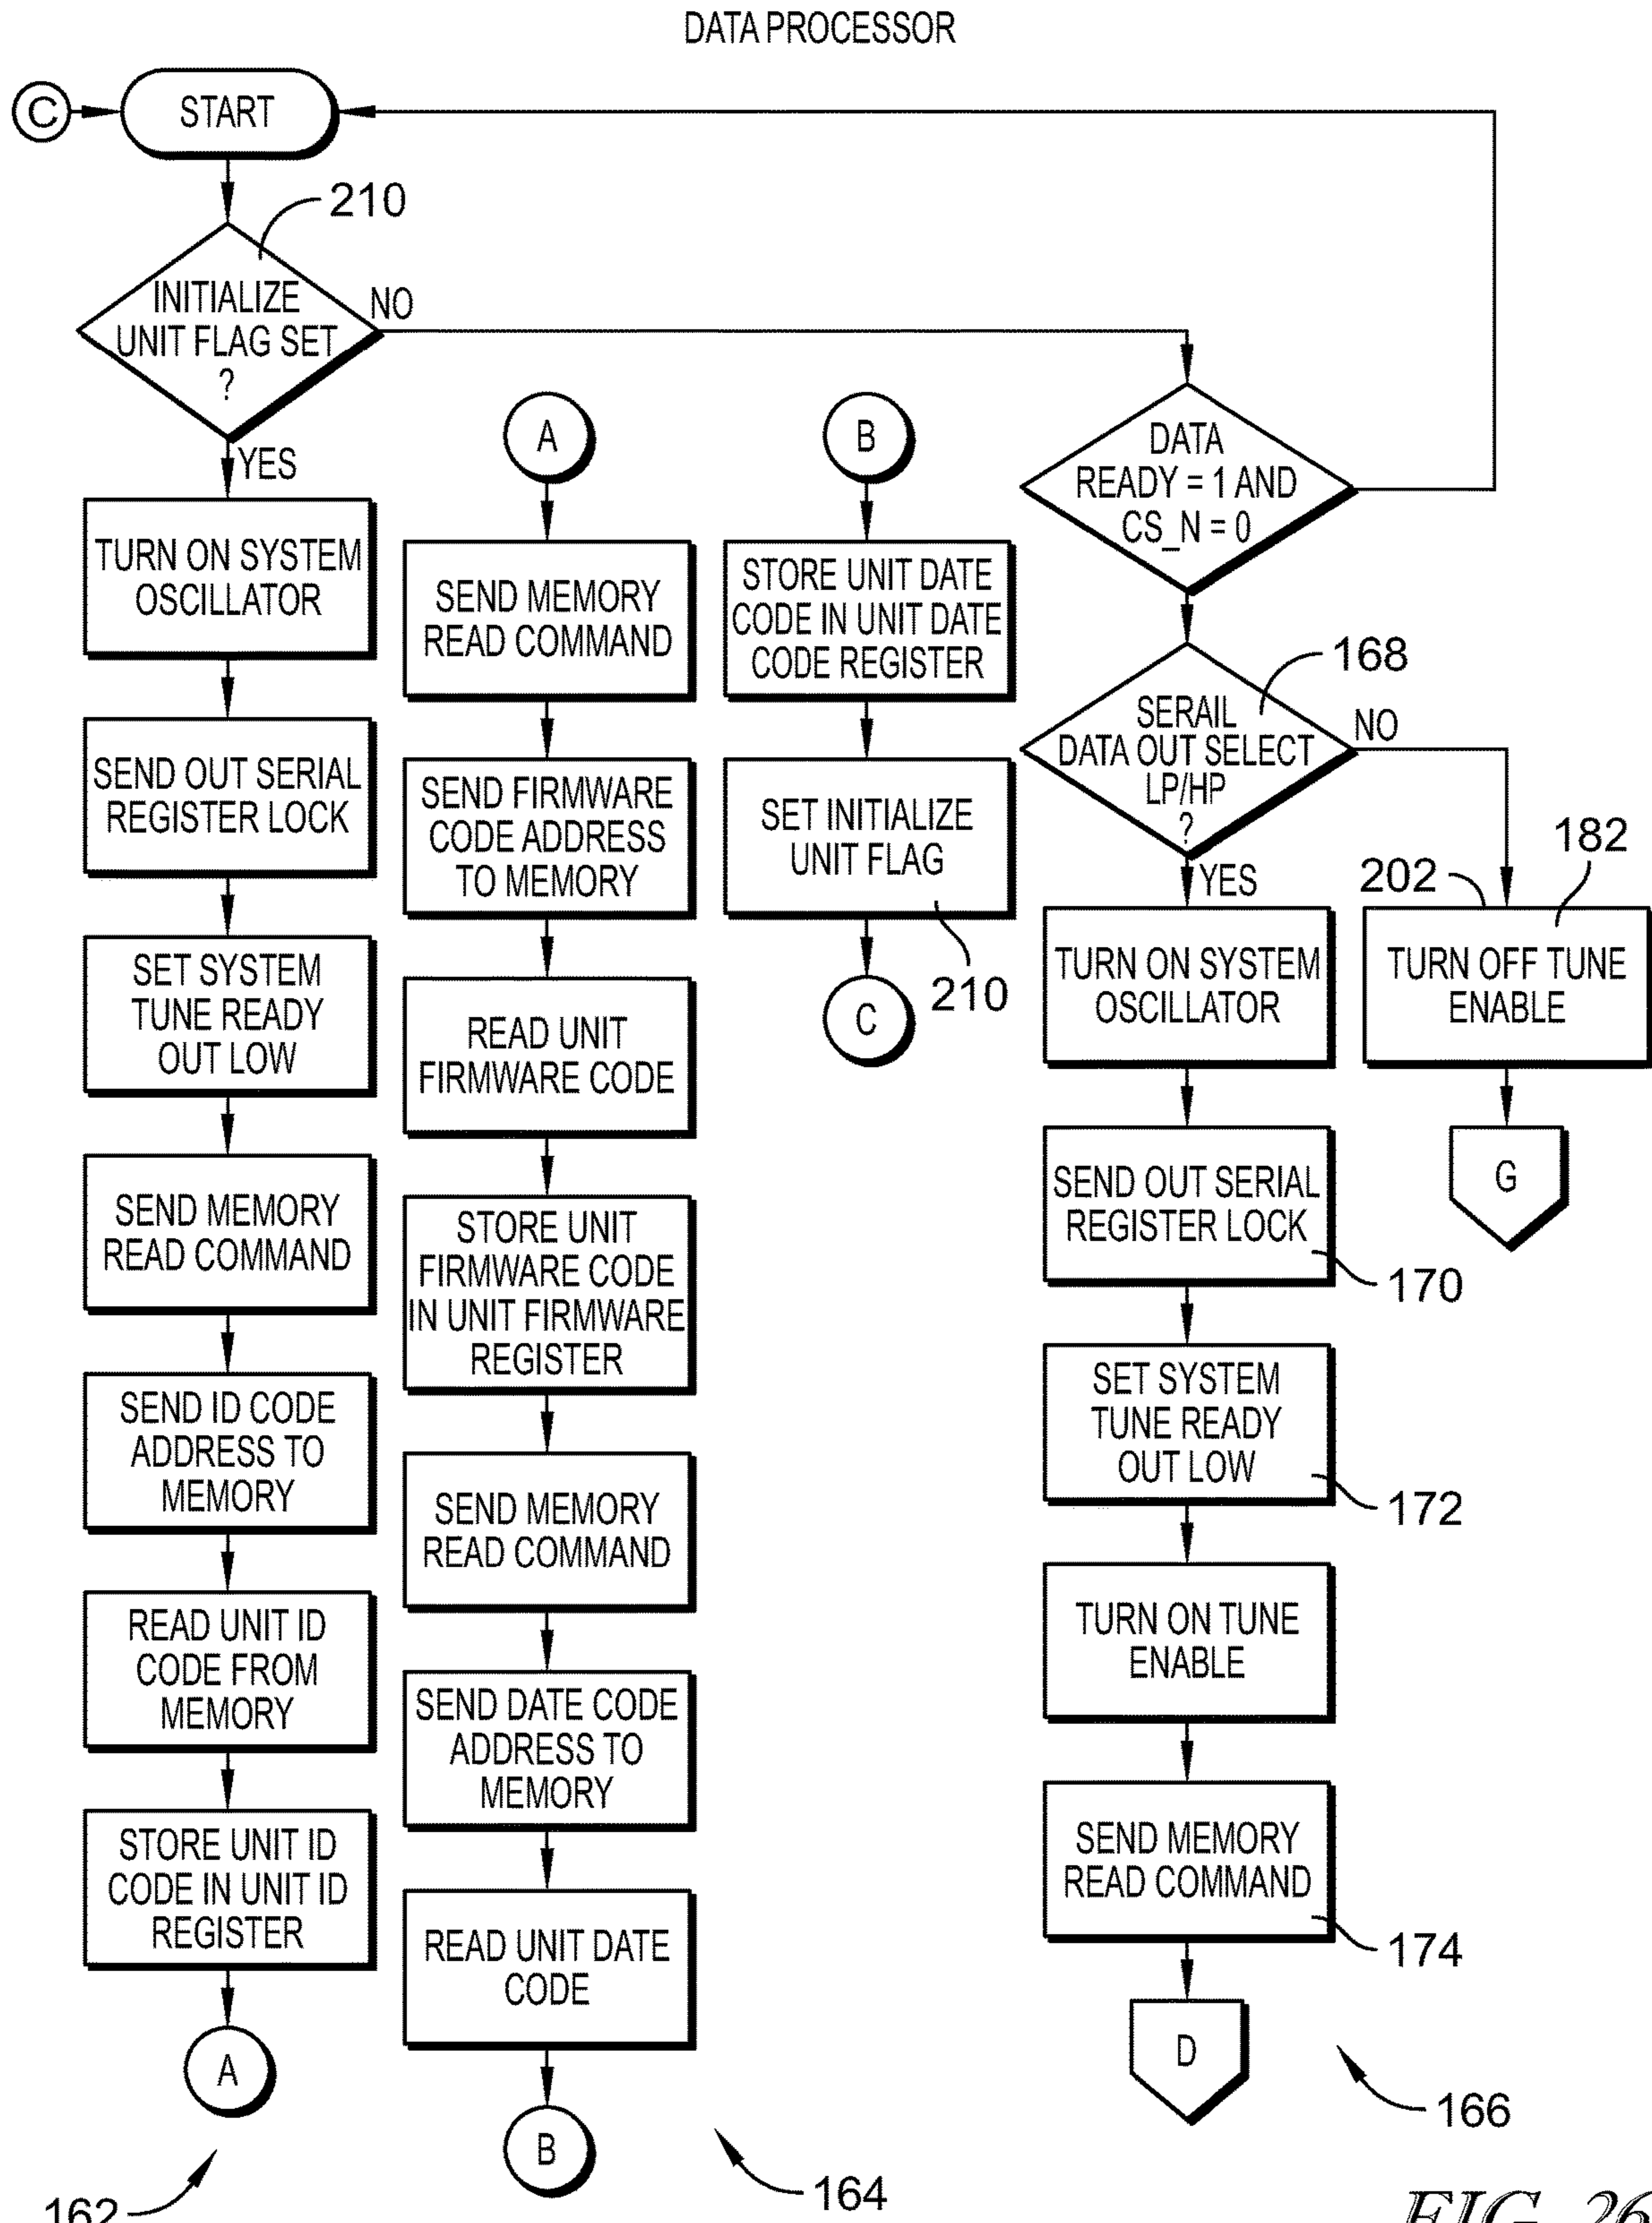 DATA PROCESSOR
C
START
210
INITIALIZE
UNIT FLAG SET
?
NO
YES
TURN ON SYSTEM
OSCILLATOR
SEND OUT SERIAL
REGISTER LOCK
SET SYSTEM
TUNE READY
OUT LOW
SEND MEMORY
READ COMMAND
SEND ID CODE
ADDRESS TO
MEMORY
READ UNIT ID
CODE FROM
MEMORY
STORE UNIT ID
CODE IN UNIT ID
REGISTER
A
162
A
SEND MEMORY
READ COMMAND
SEND FIRMWARE
CODE ADDRESS
TO MEMORY
READ UNIT
FIRMWARE CODE
STORE UNIT
FIRMWARE CODE
IN UNIT FIRMWARE
REGISTER
SEND MEMORY
READ COMMAND
SEND DATE CODE
ADDRESS TO
MEMORY
READ UNIT DATE
CODE
B
164
B
STORE UNIT DATE
CODE IN UNIT DATE
CODE REGISTER
SET INITIALIZE
UNIT FLAG
210
C
DATA
READY = 1 AND
CS_N = 0
168
SERAIL
DATA OUT SELECT
LP/HP
?
NO
YES
202
182
TURN OFF TUNE
ENABLE
G
TURN ON SYSTEM
OSCILLATOR
SEND OUT SERIAL
REGISTER LOCK
170
SET SYSTEM
TUNE READY
OUT LOW
172
TURN ON TUNE
ENABLE
SEND MEMORY
READ COMMAND
174
D
166
FIG. 26